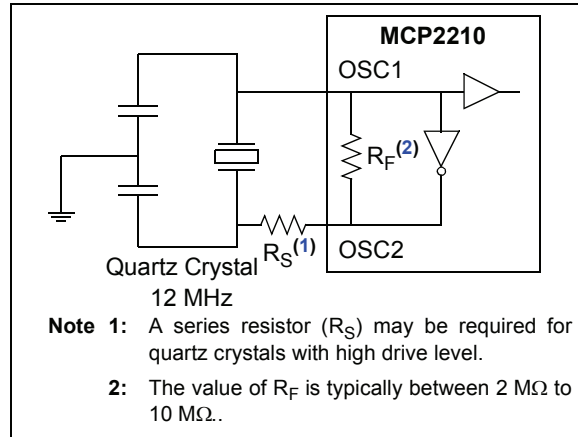 MCP2210
OSC1
R_F(2)
R_S(1)
OSC2
Quartz Crystal
12 MHz
Note 1: A series resistor (R_S) may be required for
quartz crystals with high drive level.
2: The value of R_F is typically between 2 MΩ to
10 MΩ..